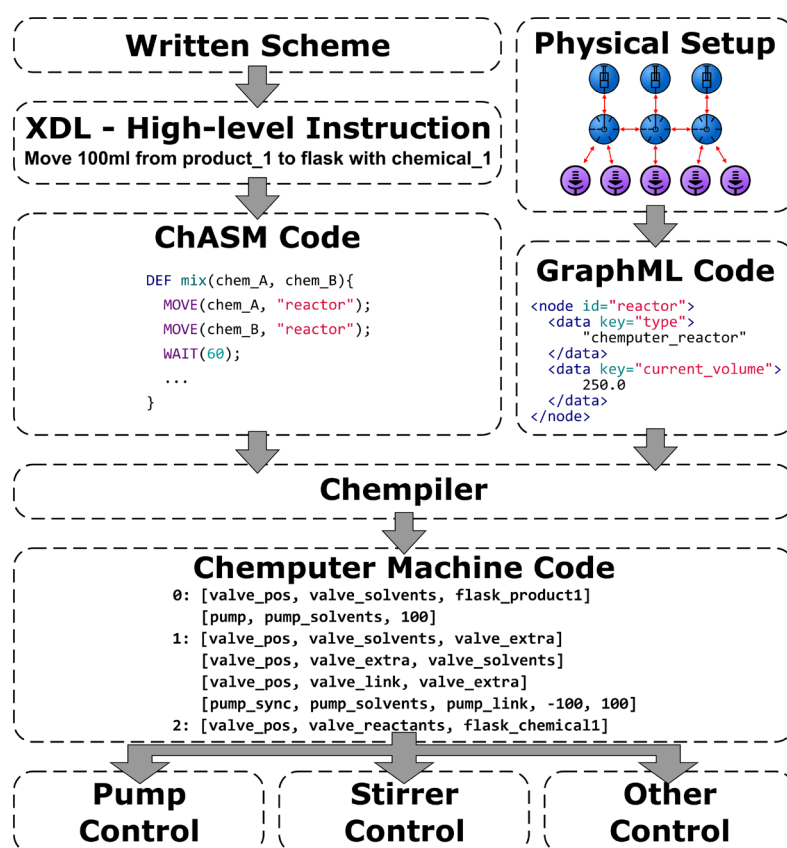 Written Scheme
XDL - High-level Instruction
Move 100ml from product_1 to flask with chemical_1
ChASM Code
DEF mix(chem_A, chem_B){
MOVE(chem_A, "reactor");
MOVE(chem_B, "reactor");
WAIT(60);
...
}
Physical Setup
GraphML Code
<node id="reactor">
<data key="type">
"chemputer_reactor"
</data>
<data key="current_volume">
250.0
</data>
</node>
Chempiler
Chemputer Machine Code
0: [valve_pos, valve_solvents, flask_product1]
[pump, pump_solvents, 100]
1: [valve_pos, valve_solvents, valve_extra]
[valve_pos, valve_extra, valve_solvents]
[valve_pos, valve_link, valve_extra]
[pump_sync, pump_solvents, pump_link, -100, 100]
2: [valve_pos, valve_reactants, flask_chemical1]
Pump
Control
Stirrer
Control
Other
Control